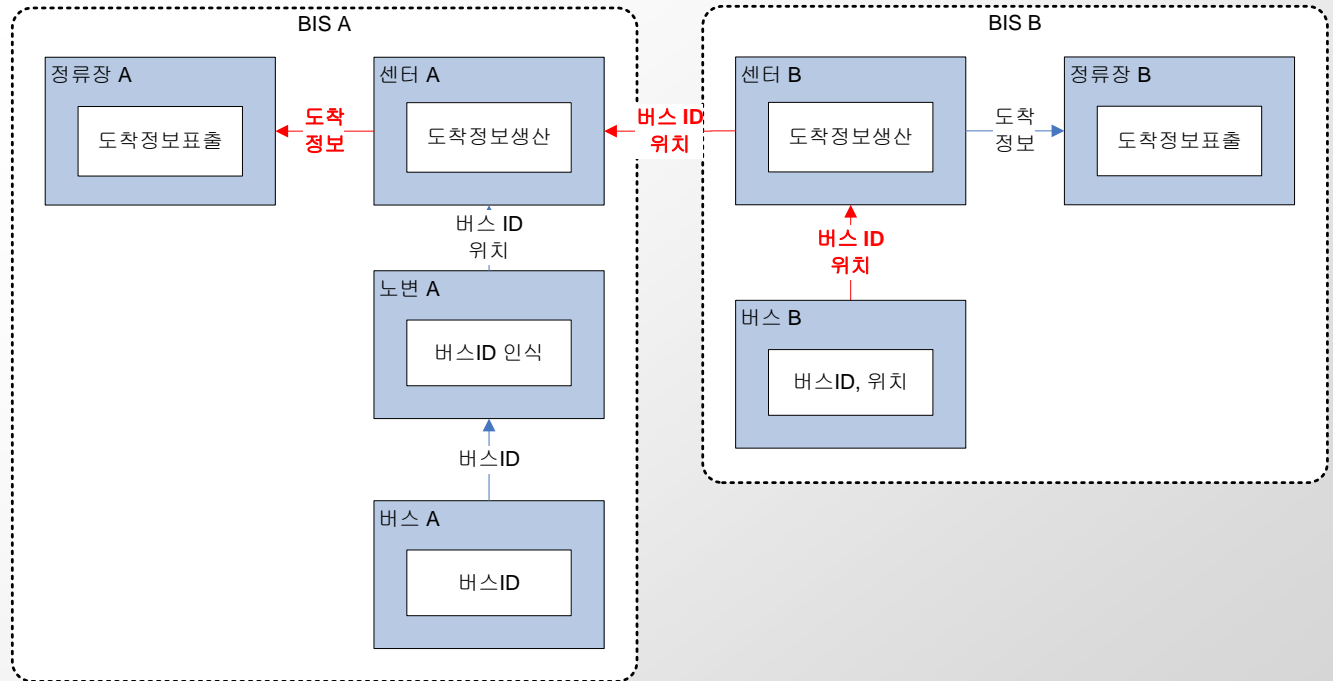 BIS A
정류장 A
도착정보표출
도착
정보
센터 A
도착정보생산
버스 ID
위치
노변 A
버스ID 인식
버스ID
버스 A
버스ID
버스 ID
위치
BIS B
센터 B
도착정보생산
도착
정보
정류장 B
도착정보표출
버스 ID
위치
버스 B
버스ID, 위치